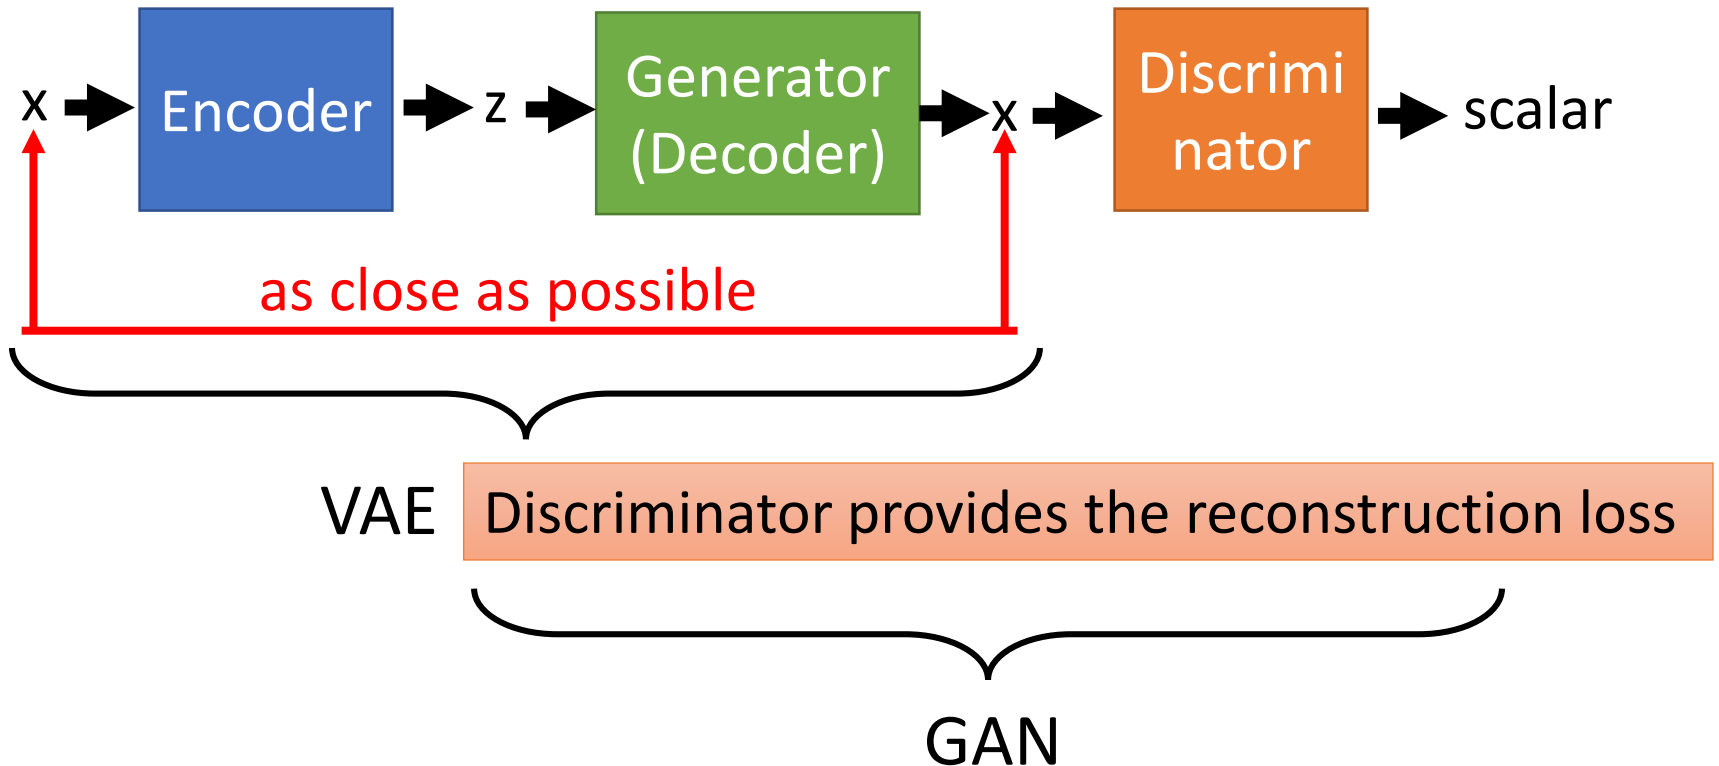 x
Encoder
z
Generator
(Decoder)
x
Discrimi
nator
scalar
as close as possible
VAE
Discriminator provides the reconstruction loss
GAN